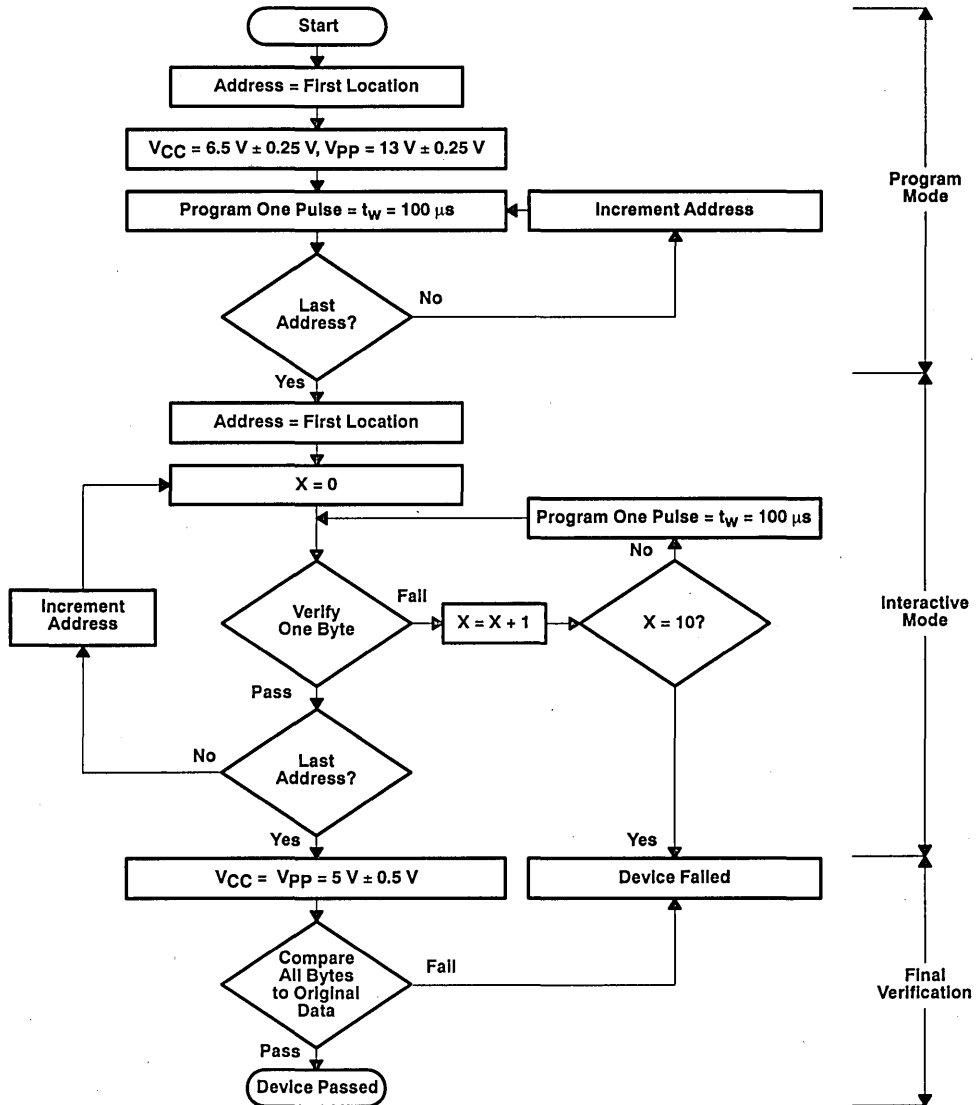 Start
Address = First Location
VCC = 6.5 V ± 0.25 V, VPP = 13 V ± 0.25 V
Program One Pulse = tw = 100 µs
Increment Address
Program
Mode
Last
Address?
No
Yes
Address = First Location
X = 0
Program One Pulse = tw = 100 µs
No
Increment
Address
Verify
One Byte
Fail
X = X + 1
X = 10?
Interactive
Mode
Pass
No
Last
Address?
Yes
Yes
VCC = VPP = 5 V ± 0.5 V
Device Failed
Compare
All Bytes
to Original
Data
Fail
Final
Verification
Pass
Device Passed